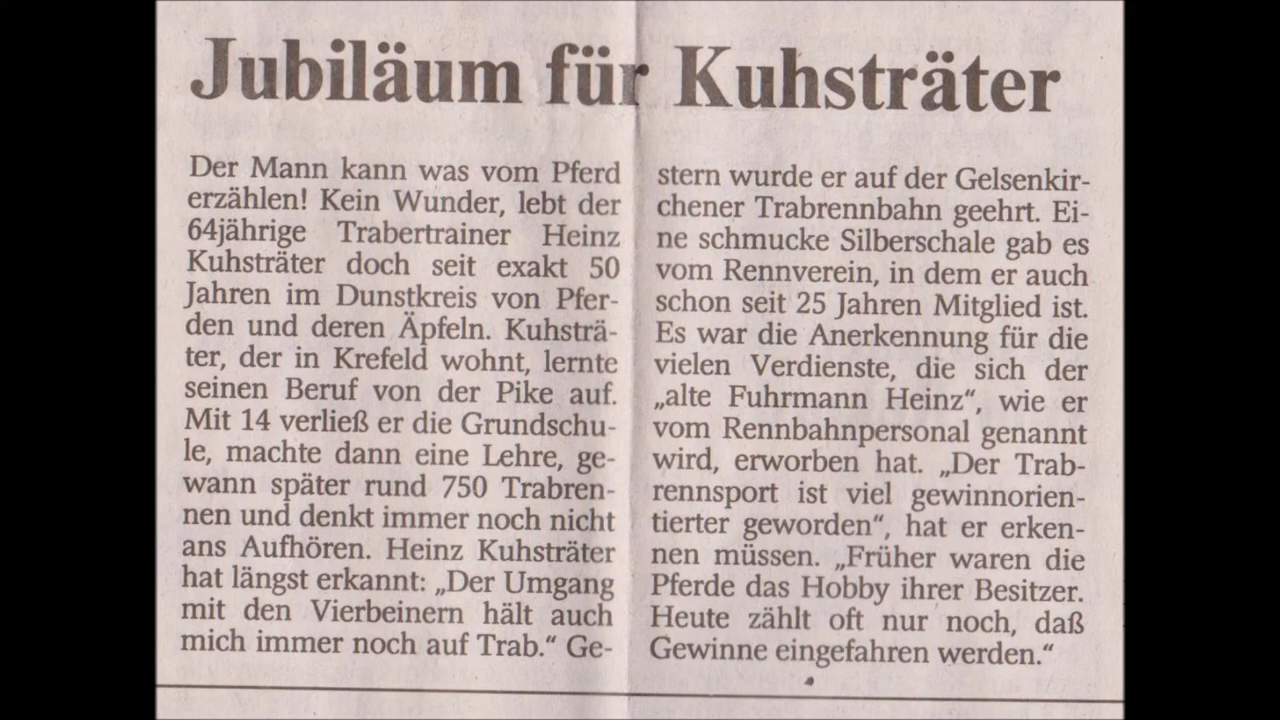 Jubiläum für Kuhsträter
Der Mann kann was vom Pferd
erzählen! Kein Wunder, lebt der
64jährige Trabertrainer Heinz
Kuhsträter doch seit exakt 50
Jahren im Dunstkreis von Pfer-
den und deren Äpfeln. Kuhsträ-
ter, der in Krefeld wohnt, lernte
seinen Beruf von der Pike auf.
Mit 14 verließ er die Grundschu-
le, machte dann eine Lehre, ge-
wann später rund 750 Trabren-
nen und denkt immer noch nicht
ans Aufhören. Heinz Kuhsträter
hat längst erkannt: „Der Umgang
mit den Vierbeinern hält auch
mich immer noch auf Trab.“ Ge-
stern wurde er auf der Gelsenkir-
chener Trabrennbahn geehrt. Ei-
ne schmucke Silberschale gab es
vom Rennverein, in dem er auch
schon seit 25 Jahren Mitglied ist.
Es war die Anerkennung für die
vielen Verdienste, die sich der
„alte Fuhrmann Heinz“, wie er
vom Rennbahnpersonal genannt
wird, erworben hat. „Der Trab-
rennsport ist viel gewinnorien-
tierter geworden“, hat er erken-
nen müssen. „Früher waren die
Pferde das Hobby ihrer Besitzer.
Heute zählt oft nur noch, daß
Gewinne eingefahren werden.“